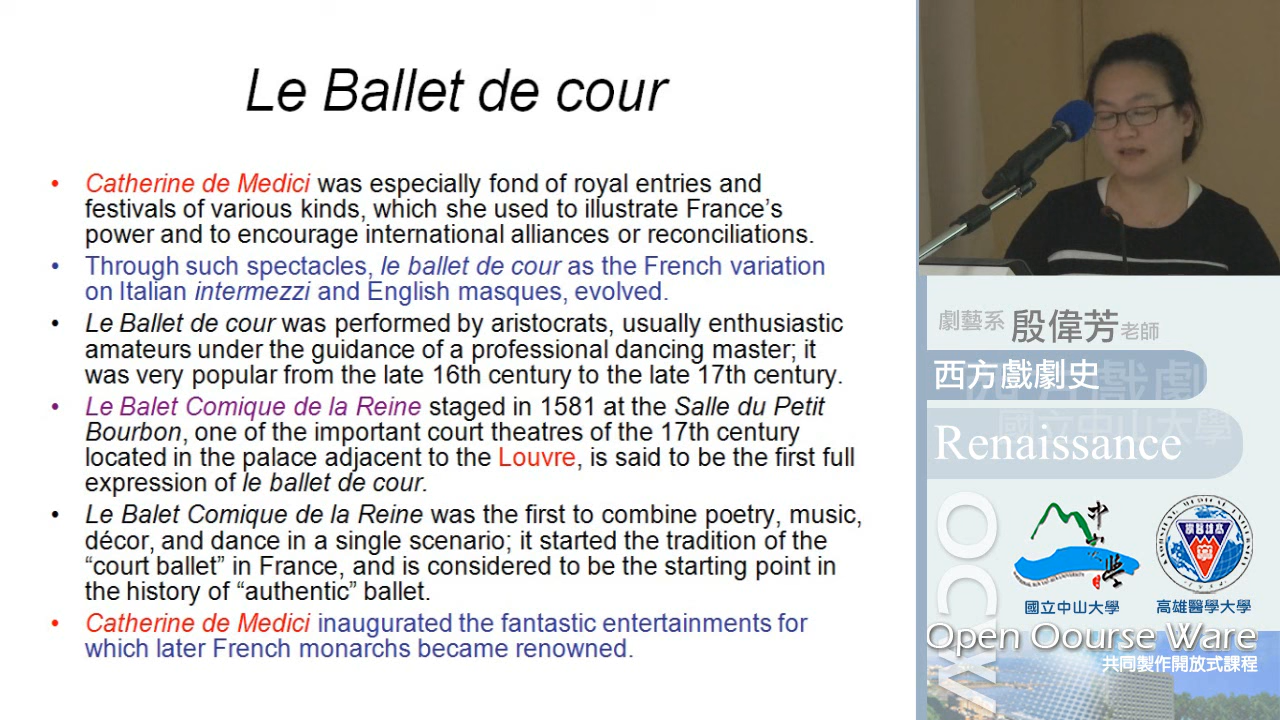 Le Ballet de cour
• Catherine de Medici was especially fond of royal entries and
festivals of various kinds, which she used to illustrate France's
power and to encourage international alliances or reconciliations.
• Through such spectacles, le ballet de cour as the French variation
on Italian intermezzi and English masques, evolved.
• Le Ballet de cour was performed by aristocrats, usually enthusiastic
amateurs under the guidance of a professional dancing master; it
was very popular from the late 16th century to the late 17th century.
• Le Balet Comique de la Reine staged in 1581 at the Salle du Petit
Bourbon, one of the important court theatres of the 17th century
located in the palace adjacent to the Louvre, is said to be the first full
expression of le ballet de cour.
• Le Balet Comique de la Reine was the first to combine poetry, music,
décor, and dance in a single scenario; it started the tradition of the
“court ballet” in France, and is considered to be the starting point in
the history of “authentic” ballet.
• Catherine de Medici inaugurated the fantastic entertainments for
which later French monarchs became renowned.
劇藝系 殷偉芳老師
西方戲劇史
國立中山大學
Renaissance
OCW
中山大學
國立中山大學
高雄醫學大學
Open Oourse Ware
共同製作開放式課程